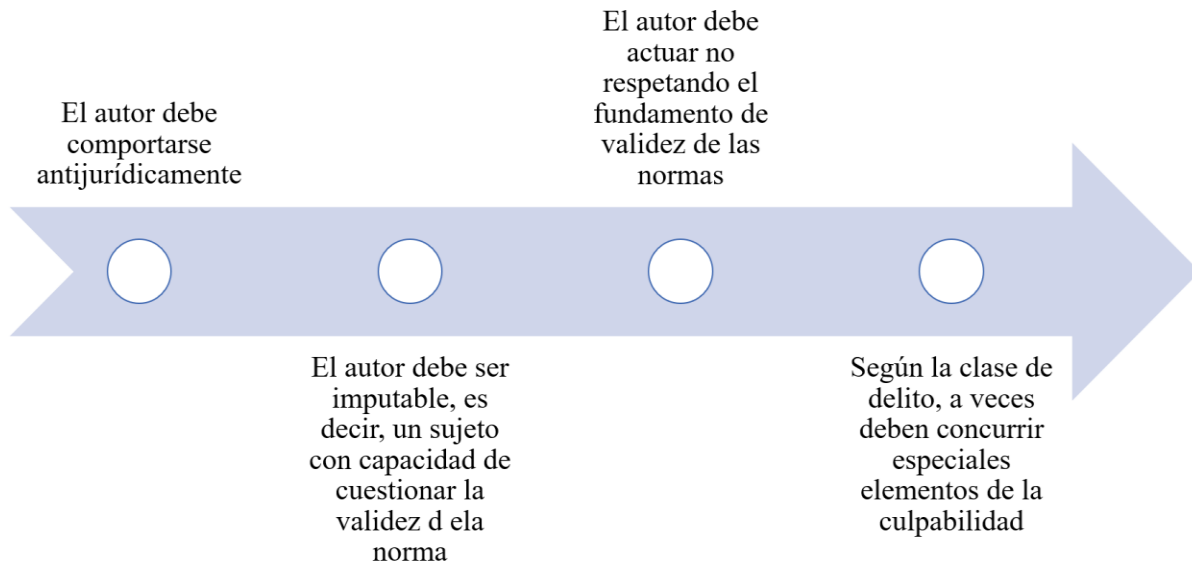 El autor debe
comportarse
antijurídicamente
El autor debe ser
imputable, es
decir, un sujeto
con capacidad de
cuestionar la
validez d ela
norma
El autor debe
actuar no
respetando el
fundamento de
validez de las
normas
Según la clase de
delito, a veces
deben concurrir
especiales
elementos de la
culpabilidad